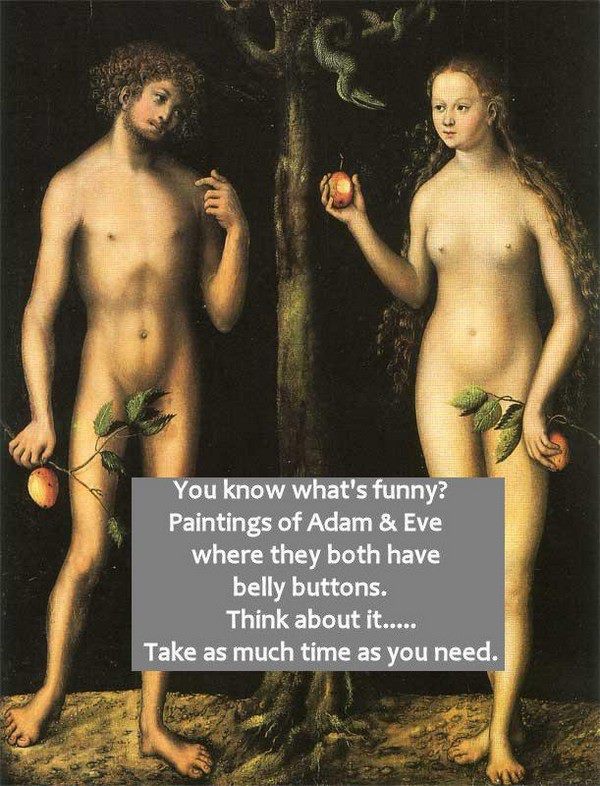 You know what's funny?
Paintings of Adam & Eve
where they both have
belly buttons.
Think about it.....
Take as much time as you need.